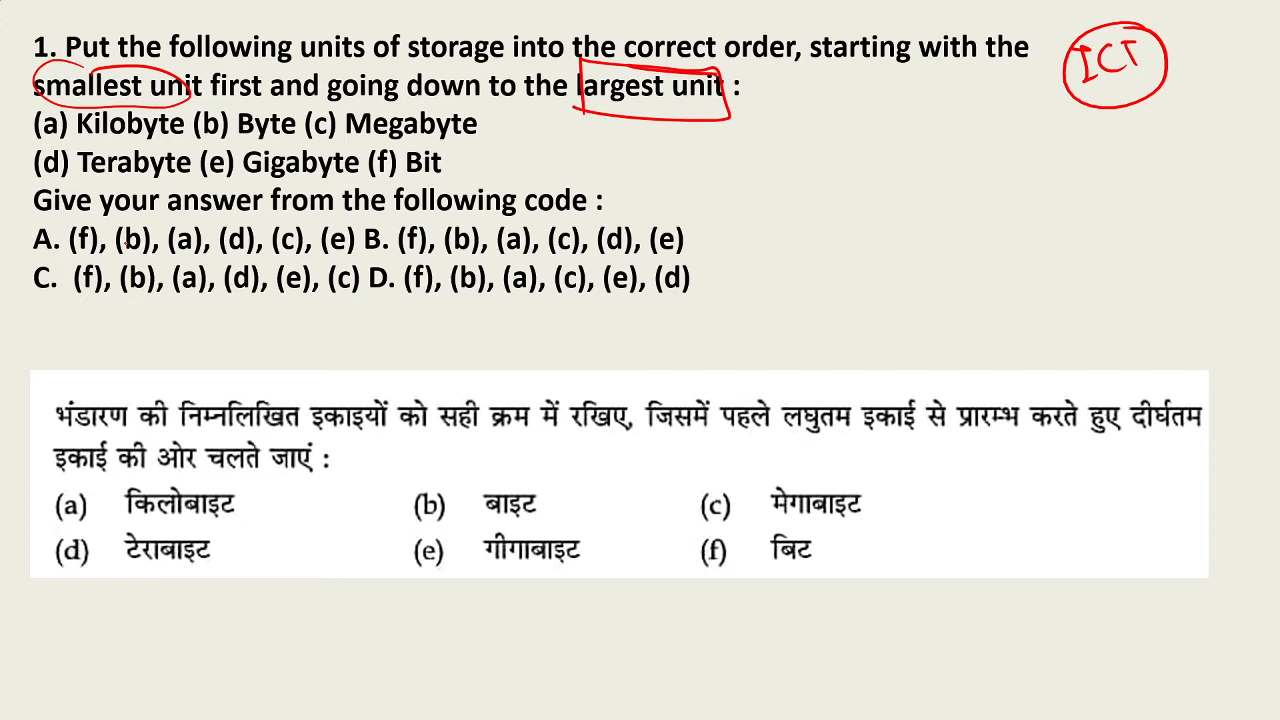 1. Put the following units of storage into the correct order, starting with the
smallest unit first and going down to the largest unit :
(a) Kilobyte (b) Byte (c) Megabyte
(d) Terabyte (e) Gigabyte (f) Bit
Give your answer from the following code :
A. (f), (b), (a), (d), (c), (e) B. (f), (b), (a), (c), (d), (e)
C. (f), (b), (a), (d), (e), (c) D. (f), (b), (a), (c), (e), (d)
ICT
भंडारण की निम्नलिखित इकाइयों को सही क्रम में रखिए, जिसमें पहले लघुतम इकाई से प्रारम्भ करते हुए दीर्घतम
इकाई की ओर चलते जाएं :
(a) किलोबाइट (b) बाइट (c) मेगाबाइट
(d) टेराबाइट (e) गीगाबाइट (f) बिट